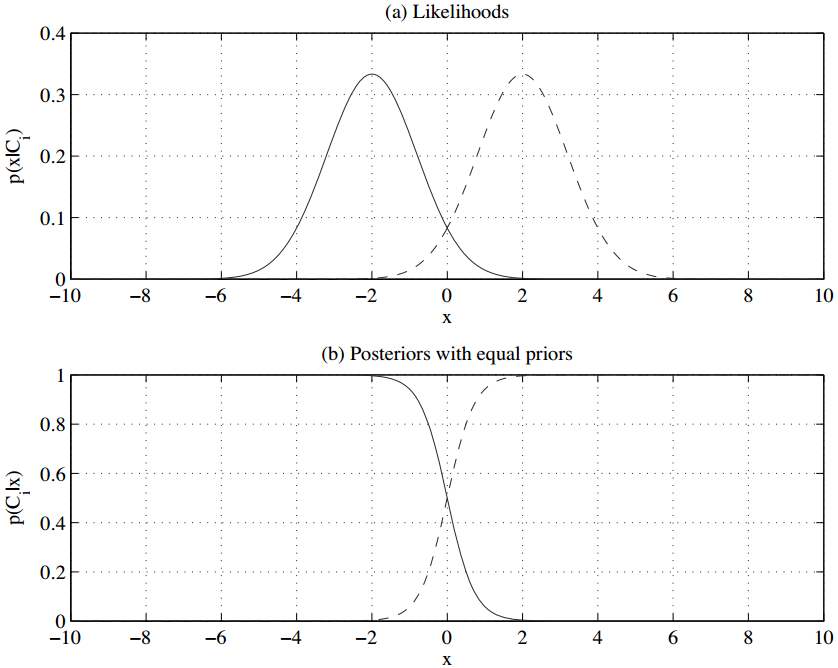 (a) Likelihoods
0.4
0.3
0.2
0.1
0
p(x|C_i)
−10 −8 −6 −4 −2 0 2 4 6 8 10
x
(b) Posteriors with equal priors
1
0.8
0.6
0.4
0.2
0
p(C_i|x)
−10 −8 −6 −4 −2 0 2 4 6 8 10
x